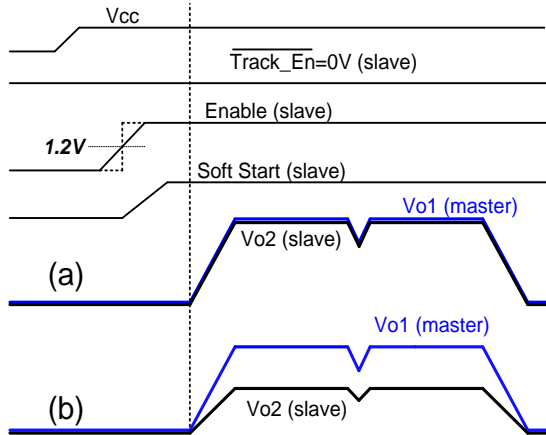 Vcc
Track_En=0V (slave)
Enable (slave)
1.2V
Soft Start (slave)
Vo1 (master)
Vo2 (slave)
(a)
Vo1 (master)
(b)
Vo2 (slave)